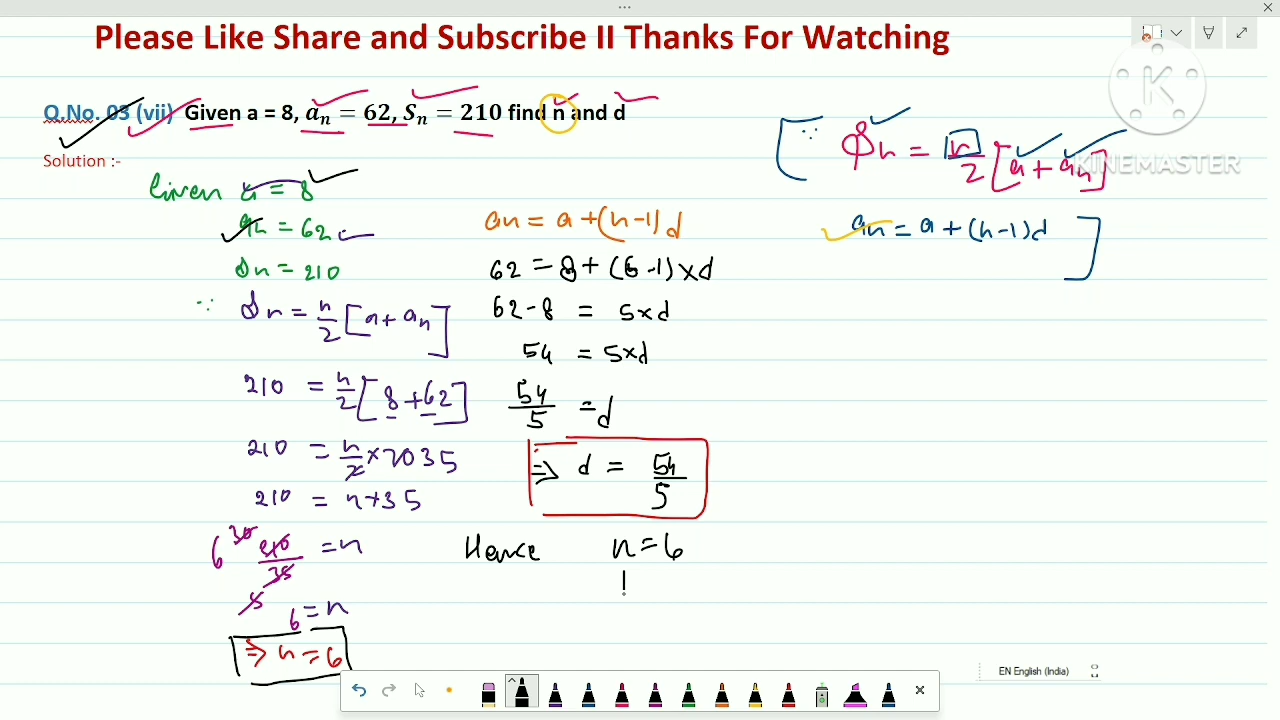 Please Like Share and Subscribe II Thanks For Watching
Q.No. 03 (vii) Given a = 8, aₙ = 62, Sₙ = 210 find n and d
Solution :-
Given a = 8
aₙ = 62
Sₙ = 210
∵ Sₙ = n/2 [a + aₙ]
210 = n/2 [8 + 62]
210 = n/2 × 70 35
210 = n × 35
6 30 210/35 = n
5
6 = n
⇒ n = 6
aₙ = a + (n-1) d
62 = 8 + (6-1) × d
62 - 8 = 5 × d
54 = 5 × d
54/5 = d
⇒ d = 54/5
Hence n = 6
[∵ Sₙ = n/2 [a + aₙ]
aₙ = a + (n-1) d ]
K
KINEMASTER
EN English (India)